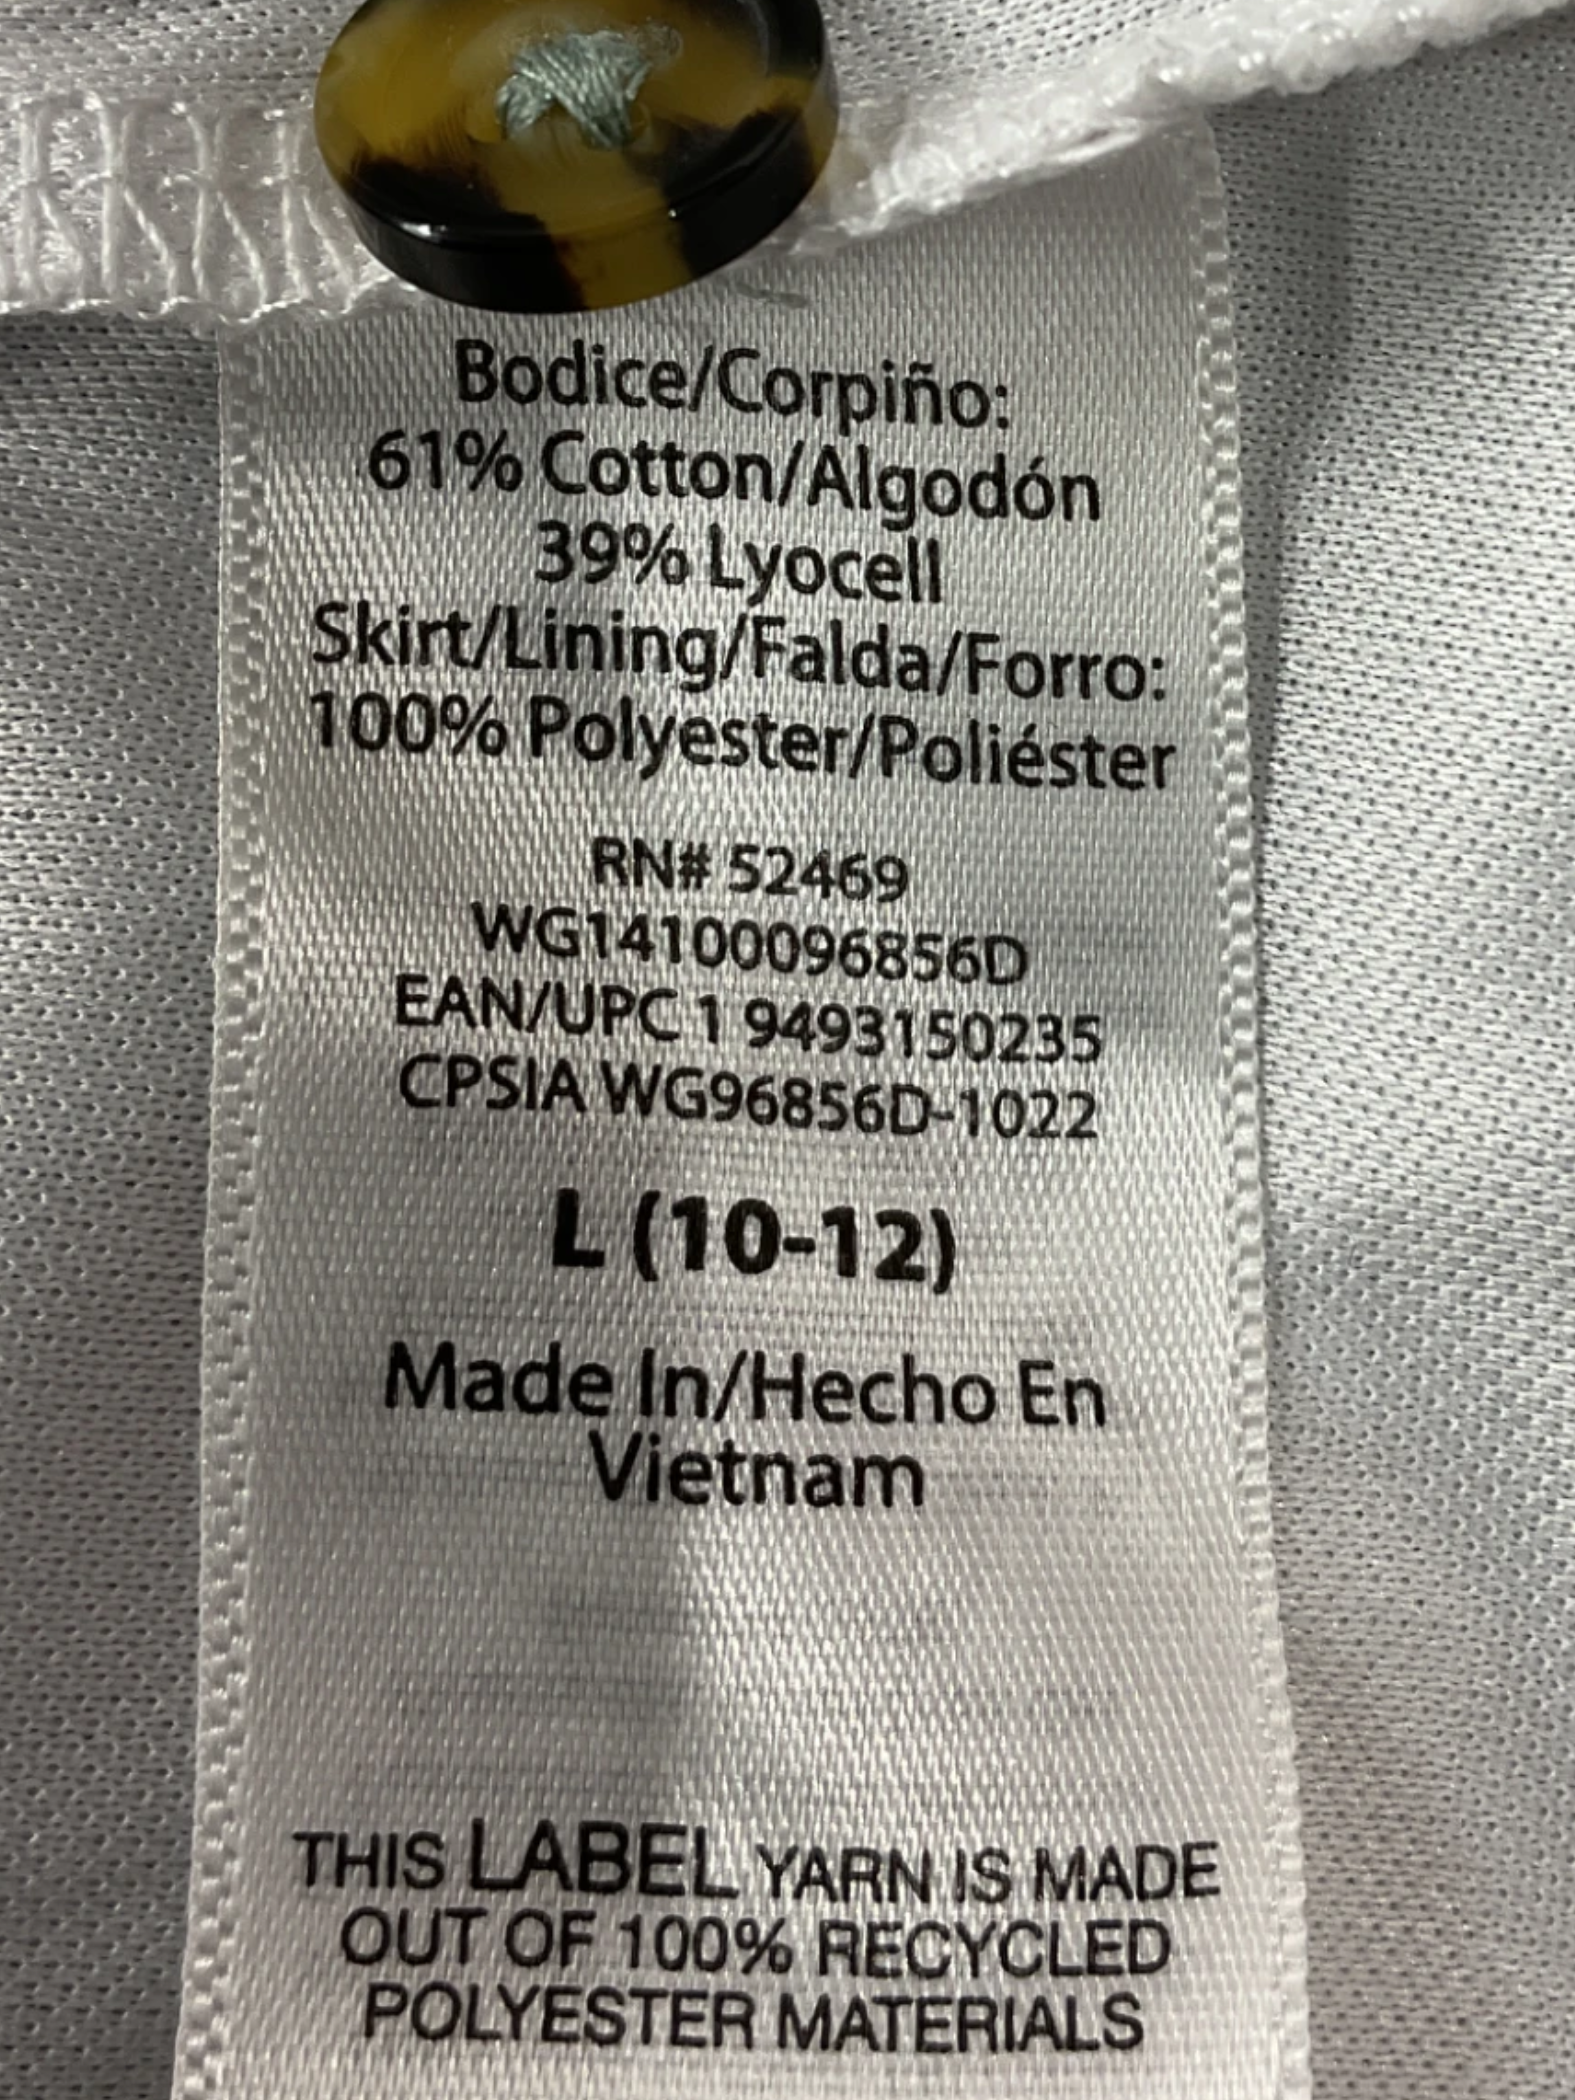 Bodice/Corpiño:
61% Cotton/Algodón
39% Lyocell
Skirt/Lining/Falda/Forro:
100% Polyester/Poliéster
RN# 52469
WG14100096856D
EAN/UPC 1 9493150235
CPSIA WG96856D-1022
L (10-12)
Made In/Hecho En
Vietnam
THIS LABEL YARN IS MADE
OUT OF 100% RECYCLED
POLYESTER MATERIALS